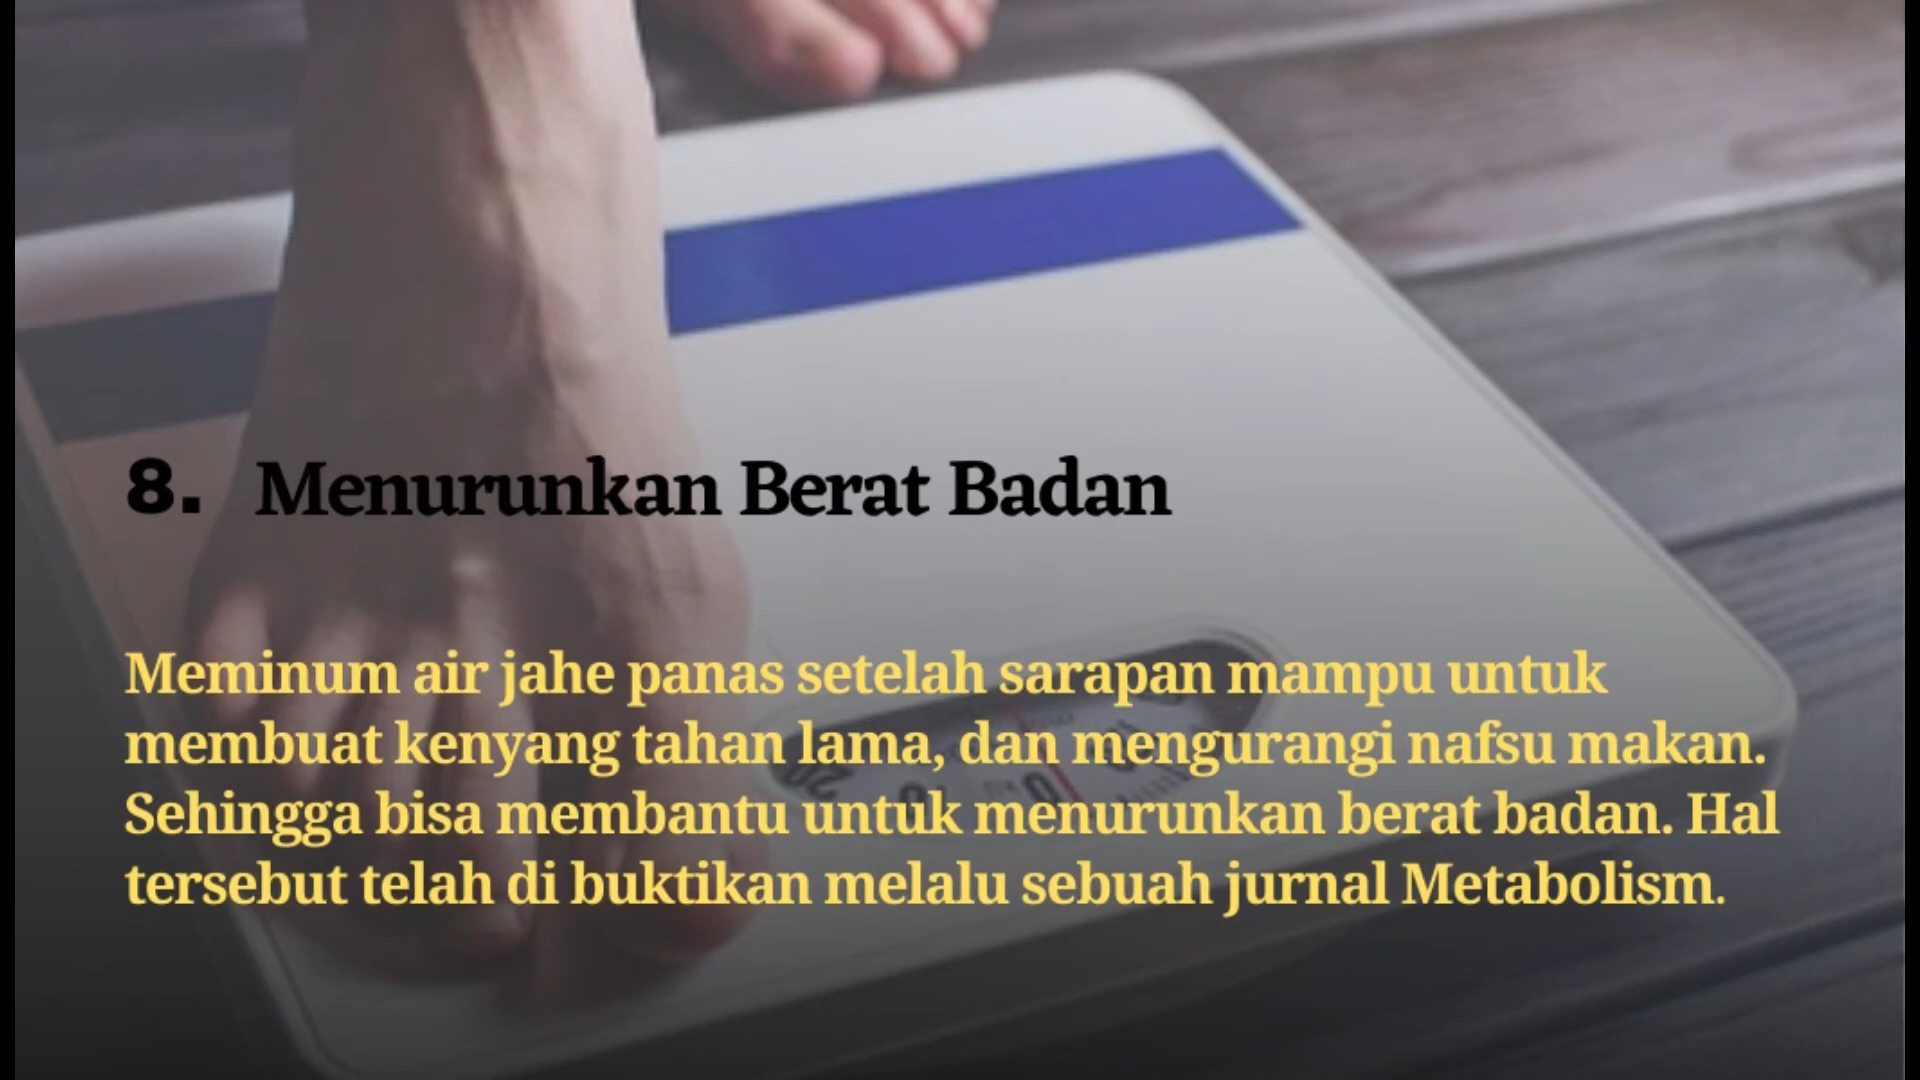 8. Menurunkan Berat Badan
Meminum air jahe panas setelah sarapan mampu untuk
membuat kenyang tahan lama, dan mengurangi nafsu makan.
Sehingga bisa membantu untuk menurunkan berat badan. Hal
tersebut telah di buktikan melalu sebuah jurnal Metabolism.